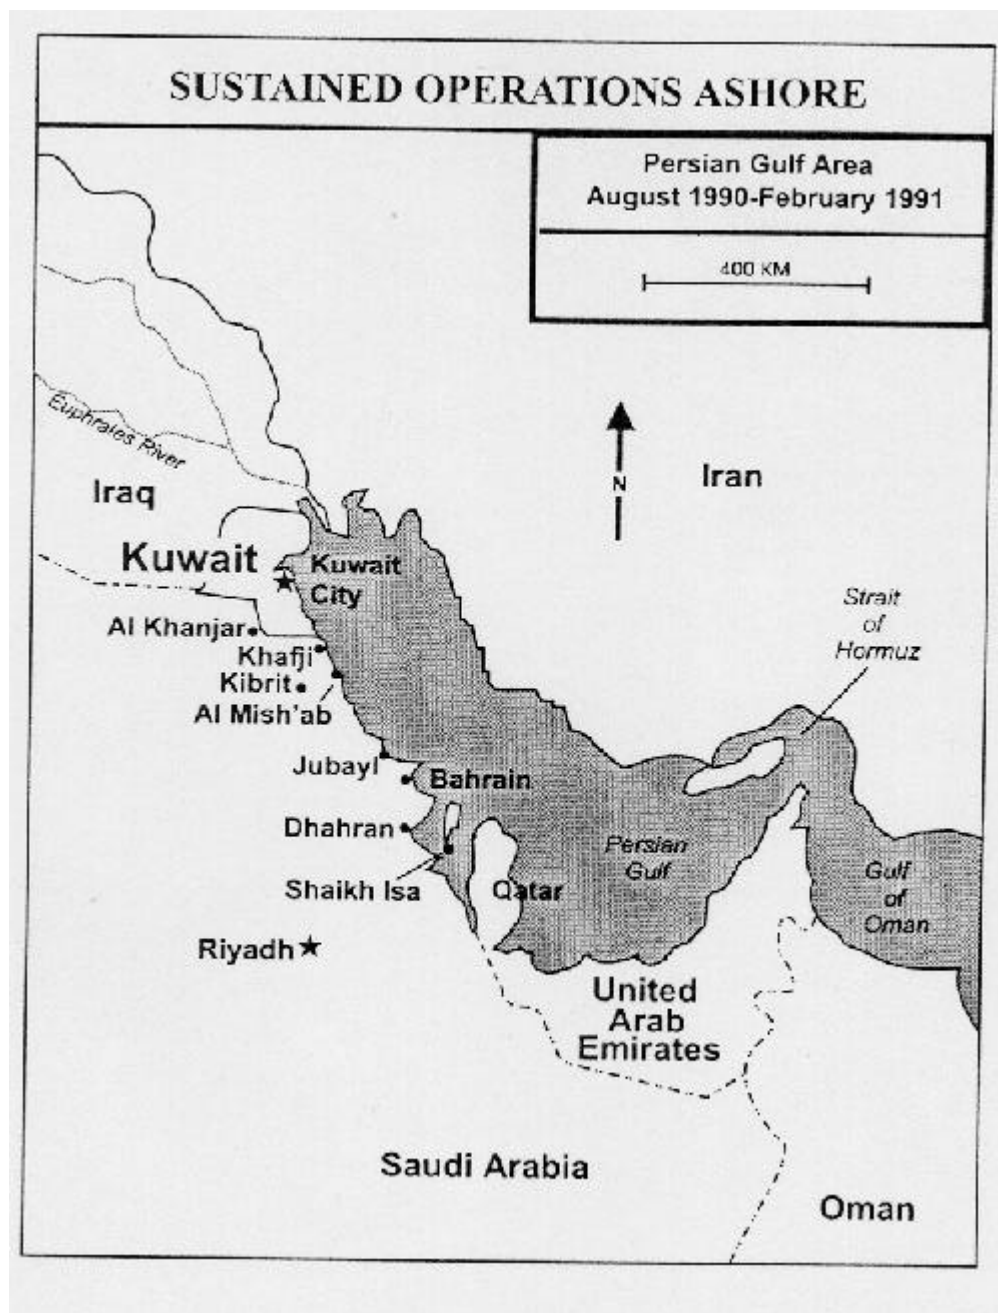 SUSTAINED OPERATIONS ASHORE
Persian Gulf Area
August 1990-February 1991
400 KM
Euphrates River
Iraq
N
Iran
Kuwait
Kuwait
City
Strait
of
Hormuz
Al Khanjar
Khafji
Kibrit
Al Mish'ab
Jubayl
Bahrain
Dhahran
Persian
Gulf
Gulf
of
Oman
Shaikh Isa
Qatar
Riyadh
United
Arab
Emirates
Saudi Arabia
Oman